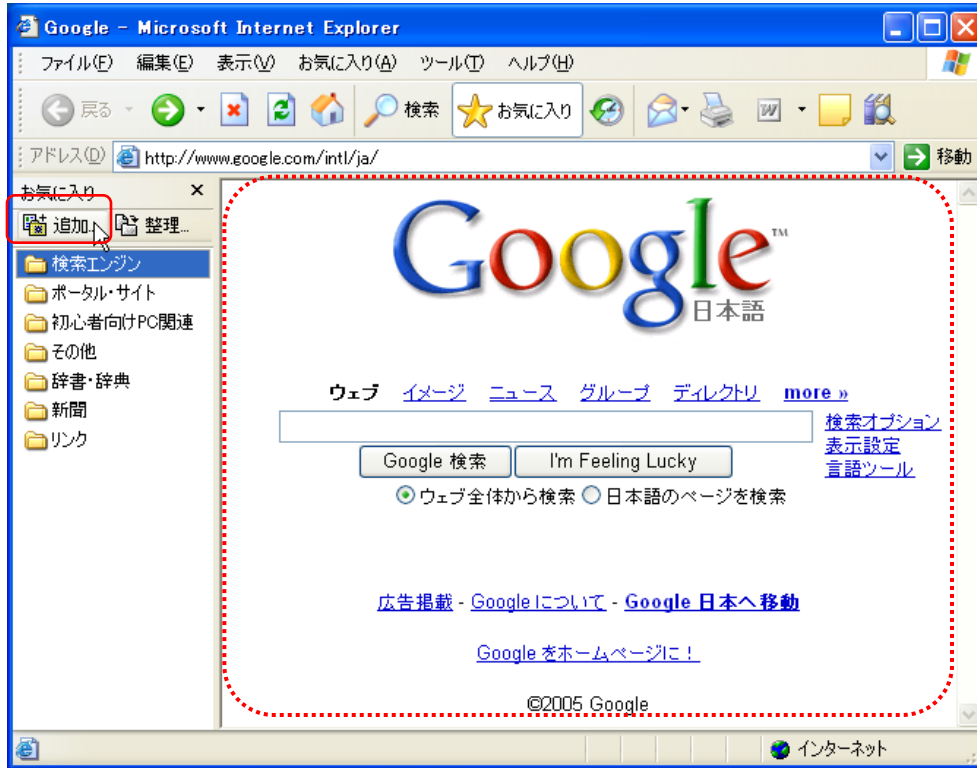 Google - Microsoft Internet Explorer
ファイル(F) 編集(E) 表示(V) お気に入り(A) ツール(T) ヘルプ(H)
戻る 検索 お気に入り
アドレス(D) http://www.google.com/intl/ja/ 移動
お気に入り ×
追加... 整理...
検索エンジン
ポータル・サイト
初心者向けPC関連
その他
辞書・辞典
新聞
リンク
Google™
日本語
ウェブ イメージ ニュース グループ ディレクトリ more »
検索オプション
表示設定
言語ツール
Google 検索 I'm Feeling Lucky
ウェブ全体から検索 日本語のページを検索
広告掲載 - Google について - Google 日本へ移動
Google をホームページに!
©2005 Google
インターネット